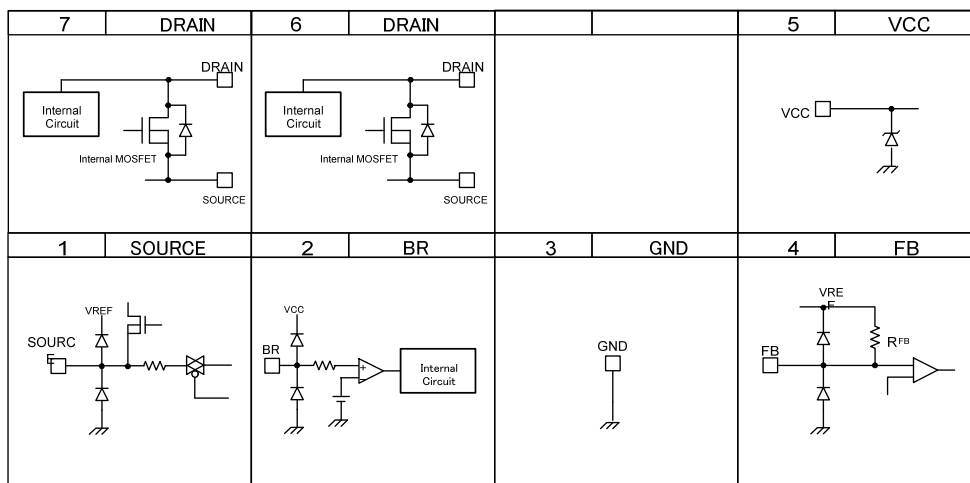 7 DRAIN 6 DRAIN 5 VCC
DRAIN
Internal
Circuit
Internal MOSFET
SOURCE
DRAIN
Internal
Circuit
Internal MOSFET
SOURCE
VCC
1 SOURCE 2 BR 3 GND 4 FB
VREF
SOURC
E
VCC
BR
+
−
Internal
Circuit
GND
VRE
F
RFB
FB